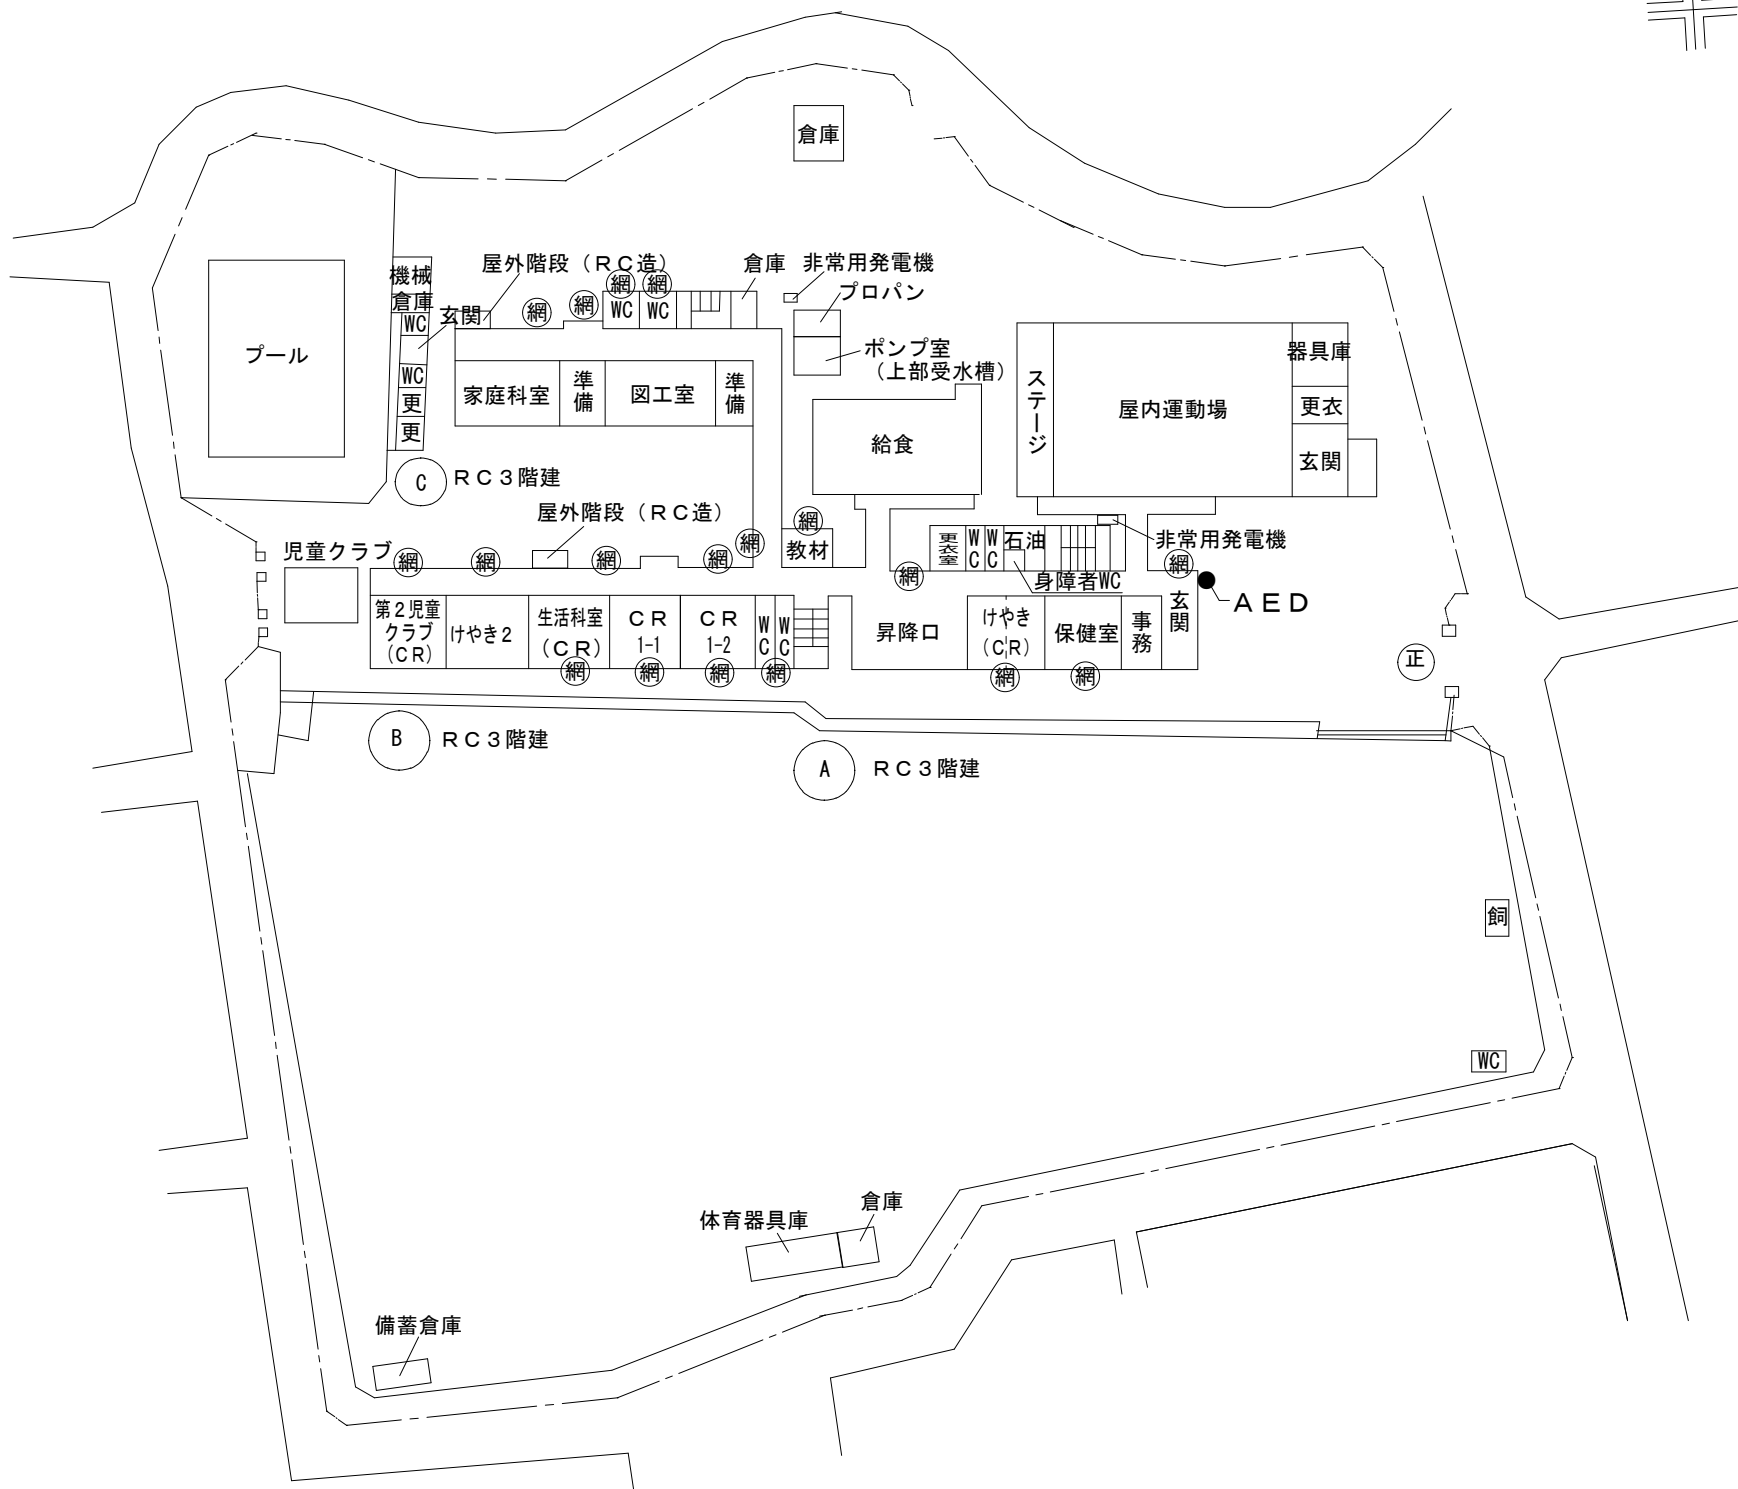 倉庫
屋外階段（ＲＣ造）
倉庫
非常用発電機
機械
倉庫
玄関
WC
網
網
網
網
WC
WC
プロパン
プール
ポンプ室
（上部受水槽）
WC
更
更
家庭科室
準備
図工室
準備
ステージ
屋内運動場
器具庫
更衣
玄関
給食
C
ＲＣ３階建
屋外階段（ＲＣ造）
網
教材
網
更衣室
WC
WC
石油
非常用発電機
児童クラブ
網
網
網
網
網
網
身障者WC
ＡＥＤ
第２児童
クラブ
（ＣＲ）
けやき２
生活科室
（ＣＲ）
ＣＲ
1-1
ＣＲ
1-2
WC
WC
昇降口
けやき
（ＣＲ）
保健室
事務
玄関
網
網
網
網
網
網
正
B
ＲＣ３階建
A
ＲＣ３階建
飼
WC
体育器具庫
倉庫
備蓄倉庫